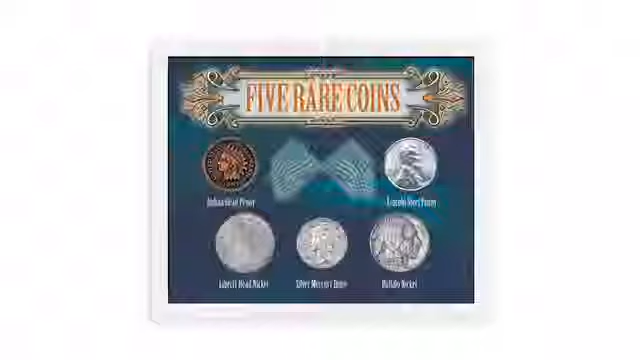 FIVE RARE COINS
Indian Head Penny
Lincoln Steel Penny
Liberty Head Nickel
Silver Mercury Dime
Buffalo Nickel